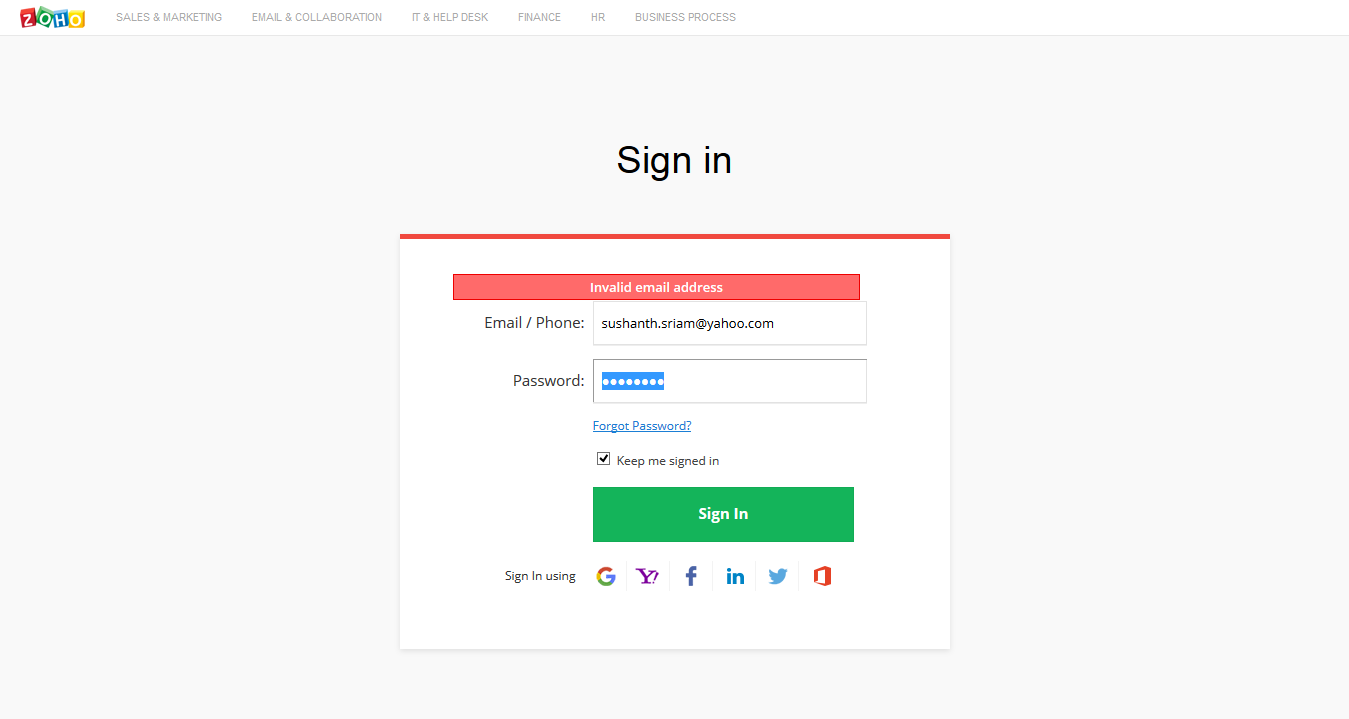 ZOHO SALES & MARKETING EMAIL & COLLABORATION IT & HELP DESK FINANCE HR BUSINESS PROCESS
Sign in
Invalid email address
Email / Phone: sushanth.sriam@yahoo.com
Password: ••••••••
Forgot Password?
Keep me signed in
Sign In
Sign In using